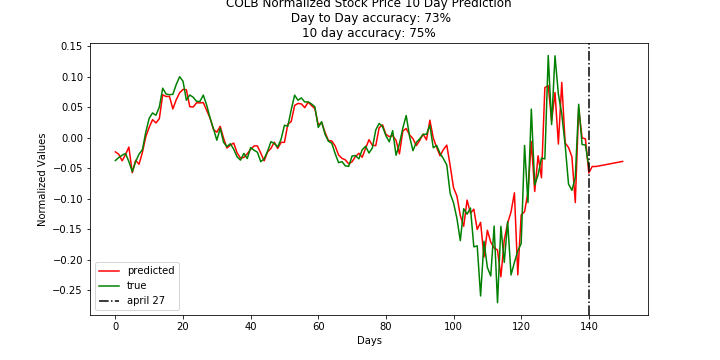 COLB Normalized Stock Price 10 Day Prediction
Day to Day accuracy: 73%
10 day accuracy: 75%
0.15
0.10
0.05
0.00
−0.05
−0.10
−0.15
−0.20
−0.25
Normalized Values
predicted
true
april 27
0 20 40 60 80 100 120 140
Days